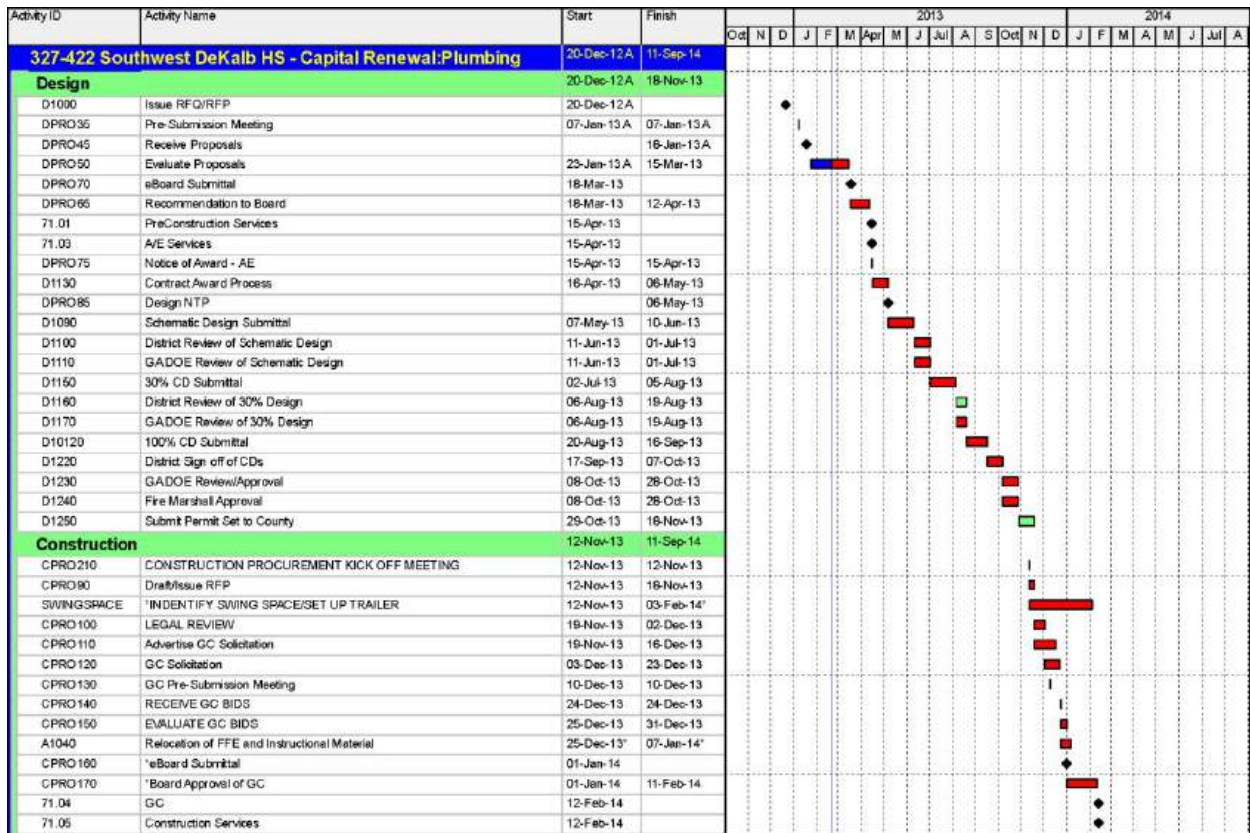 Activity ID Activity Name Start Finish 2013 2014
Oct N D J F M Apr M J Jul A S Oct N D J F M A M J Jul A
327-422 Southwest DeKalb HS - Capital Renewal:Plumbing 20-Dec-12 A 11-Sep-14
Design 20-Dec-12 A 18-Nov-13
D1000 Issue RFQ/RFP 20-Dec-12 A
DPRO35 Pre-Submission Meeting 07-Jan-13 A 07-Jan-13 A
DPRO45 Receive Proposals 18-Jan-13 A
DPRO50 Evaluate Proposals 23-Jan-13 A 15-Mar-13
DPRO70 eBoard Submittal 18-Mar-13
DPRO65 Recommendation to Board 18-Mar-13 12-Apr-13
71.01 PreConstruction Services 15-Apr-13
71.03 A/E Services 15-Apr-13
DPRO75 Notice of Award - AE 15-Apr-13 15-Apr-13
D1130 Contract Award Process 16-Apr-13 06-May-13
DPRO85 Design NTP 06-May-13
D1090 Schematic Design Submittal 07-May-13 10-Jun-13
D1100 District Review of Schematic Design 11-Jun-13 01-Jul-13
D1110 GADOE Review of Schematic Design 11-Jun-13 01-Jul-13
D1150 30% CD Submittal 02-Jul-13 05-Aug-13
D1160 District Review of 30% Design 06-Aug-13 19-Aug-13
D1170 GADOE Review of 30% Design 06-Aug-13 19-Aug-13
D10120 100% CD Submittal 20-Aug-13 16-Sep-13
D1220 District Sign off of CDs 17-Sep-13 07-Oct-13
D1230 GADOE Review/Approval 08-Oct-13 28-Oct-13
D1240 Fire Marshall Approval 08-Oct-13 28-Oct-13
D1250 Submit Permit Set to County 29-Oct-13 18-Nov-13
Construction 12-Nov-13 11-Sep-14
CPRO210 CONSTRUCTION PROCUREMENT KICK OFF MEETING 12-Nov-13 12-Nov-13
CPRO90 Draft/Issue RFP 12-Nov-13 18-Nov-13
SWINGSPACE *INDENTIFY SWING SPACE/SET UP TRAILER 12-Nov-13 03-Feb-14*
CPRO100 LEGAL REVIEW 19-Nov-13 02-Dec-13
CPRO110 Advertise GC Solicitation 19-Nov-13 16-Dec-13
CPRO120 GC Solicitation 03-Dec-13 23-Dec-13
CPRO130 GC Pre-Submission Meeting 10-Dec-13 10-Dec-13
CPRO140 RECEIVE GC BIDS 24-Dec-13 24-Dec-13
CPRO150 EVALUATE GC BIDS 25-Dec-13 31-Dec-13
A1040 Relocation of FFE and Instructional Material 25-Dec-13* 07-Jan-14*
CPRO160 *eBoard Submittal 01-Jan-14
CPRO170 *Board Approval of GC 01-Jan-14 11-Feb-14
71.04 GC 12-Feb-14
71.05 Construction Services 12-Feb-14